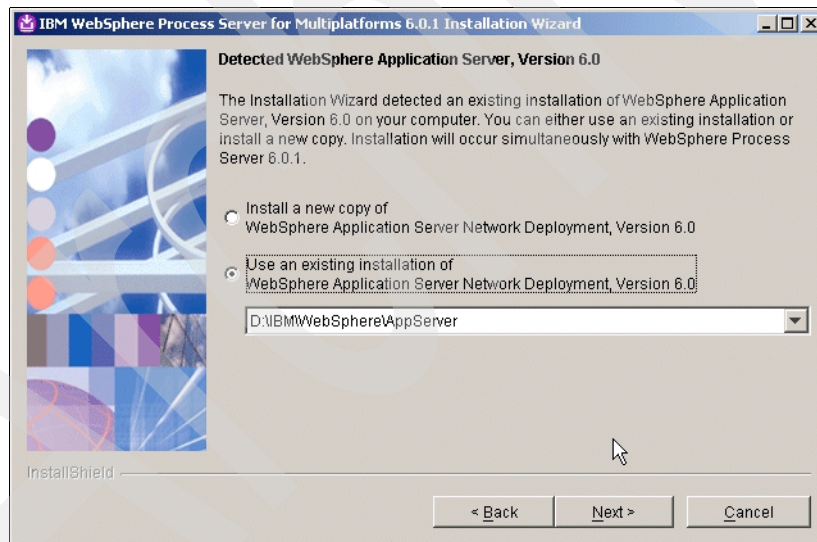 IBM WebSphere Process Server for Multiplatforms 6.0.1 Installation Wizard
Detected WebSphere Application Server, Version 6.0
The Installation Wizard detected an existing installation of WebSphere Application
Server, Version 6.0 on your computer. You can either use an existing installation or
install a new copy. Installation will occur simultaneously with WebSphere Process
Server 6.0.1.
Install a new copy of
WebSphere Application Server Network Deployment, Version 6.0
Use an existing installation of
WebSphere Application Server Network Deployment, Version 6.0
D:\IBM\WebSphere\AppServer
InstallShield
< Back Next > Cancel